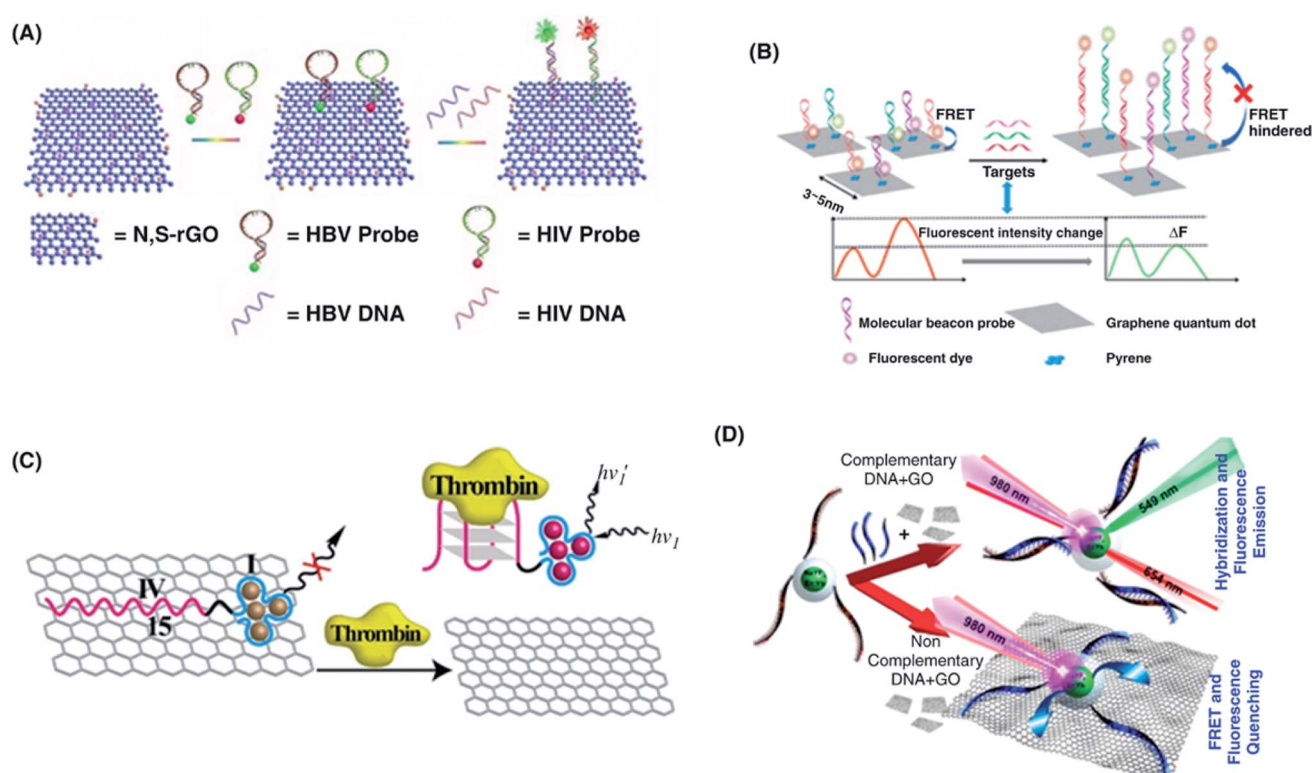 (A)
= N,S-rGO
= HBV Probe
= HIV Probe
= HBV DNA
= HIV DNA
(B)
FRET
FRET
hindered
Targets
3~5nm
Fluorescent intensity change
ΔF
Molecular beacon probe
Graphene quantum dot
Fluorescent dye
Pyrene
(C)
IV
15
I
Thrombin
Thrombin
hν₁'
hν₁
(D)
Complementary
DNA+GO
980 nm
549 nm
654 nm
Hybridization and
Fluorescence
Emission
Non
Complementary
DNA+GO
980 nm
FRET and
Fluorescence
Quenching